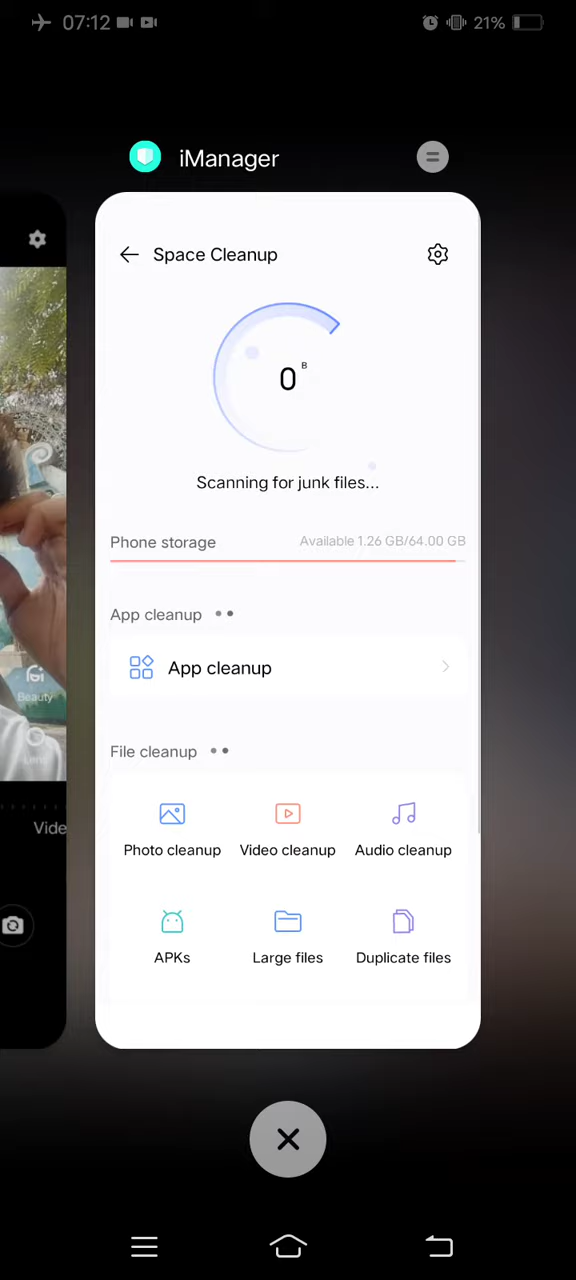 07:12
21%
iManager
Space Cleanup
0 B
Scanning for junk files...
Phone storage
Available 1.26 GB/64.00 GB
App cleanup
App cleanup
File cleanup
Photo cleanup
Video cleanup
Audio cleanup
APKs
Large files
Duplicate files
Beauty
Lens
Vide